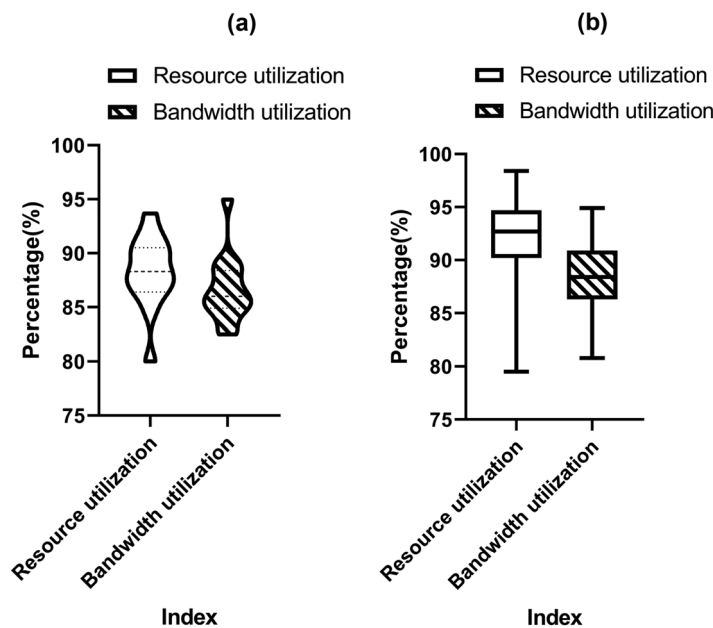 (a)
Resource utilization
Bandwidth utilization
100
95
90
85
80
75
Percentage(%)
Resource utilization
Bandwidth utilization
Index
(b)
Resource utilization
Bandwidth utilization
100
95
90
85
80
75
Percentage(%)
Resource utilization
Bandwidth utilization
Index